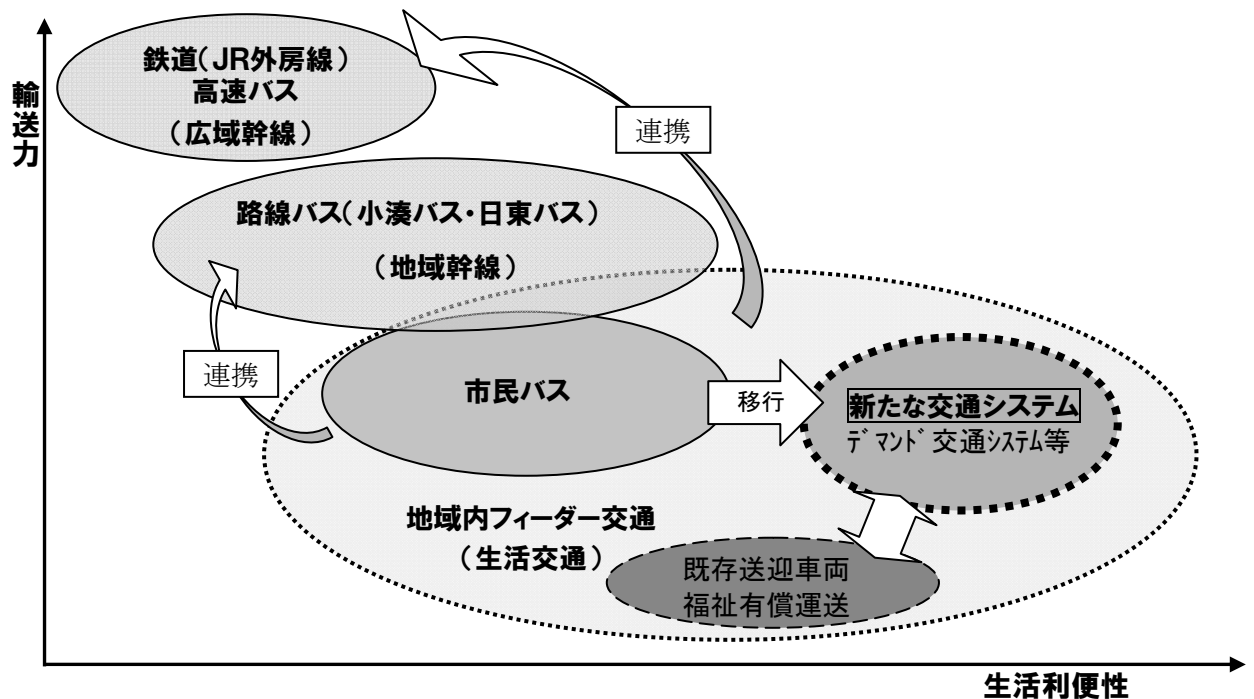 輸送力
鉄道(JR外房線)
高速バス
(広域幹線)
連携
路線バス(小湊バス・日東バス)
(地域幹線)
連携
市民バス
移行
新たな交通システム
ﾃﾞﾏﾝﾄﾞ交通ｼｽﾃﾑ等
地域内フィーダー交通
(生活交通)
既存送迎車両
福祉有償運送
生活利便性